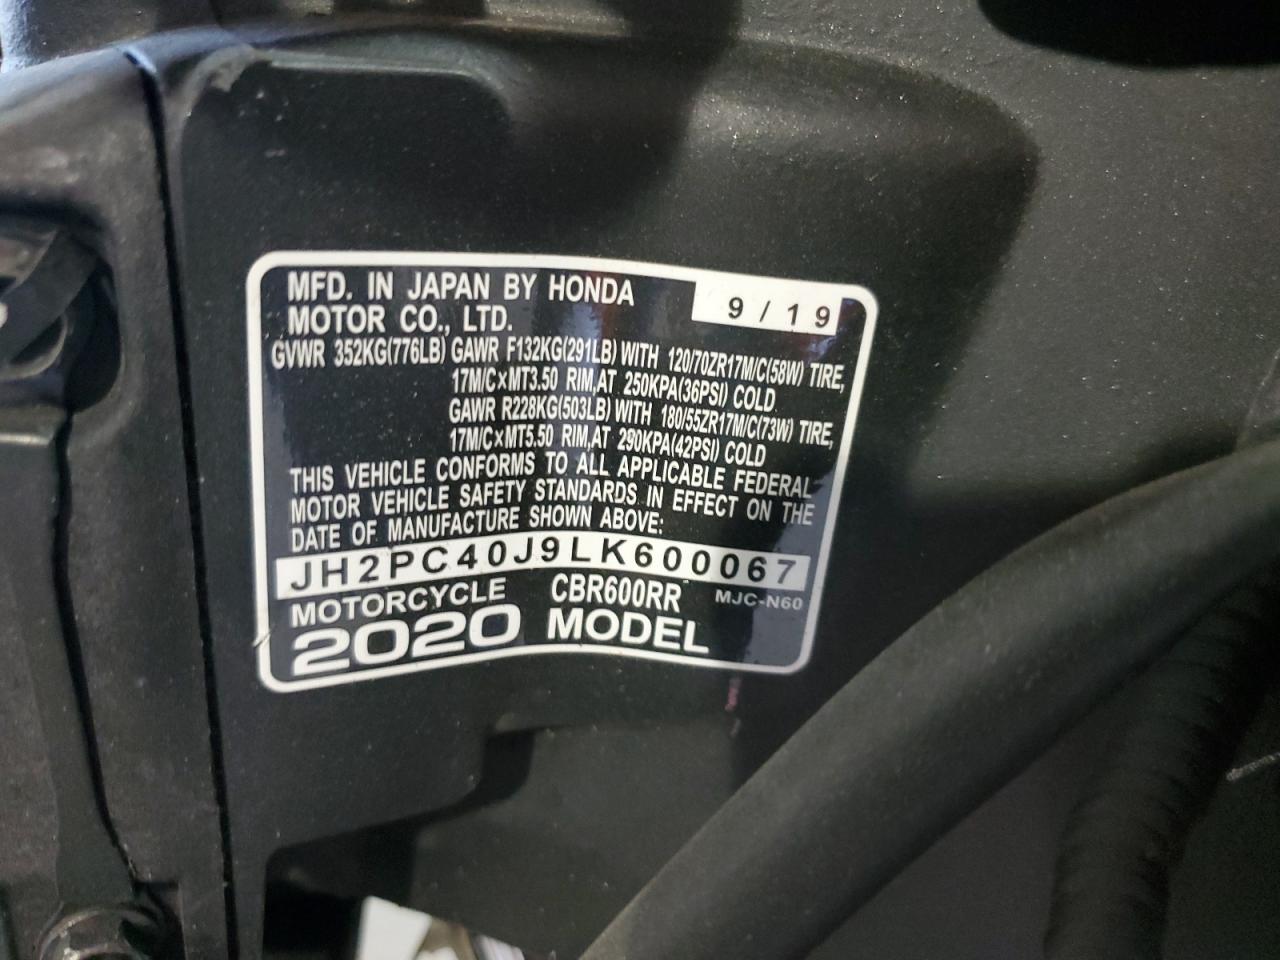 MFD. IN JAPAN BY HONDA 9 / 19
MOTOR CO., LTD.
GVWR 352KG(776LB) GAWR F132KG(291LB) WITH 120/70ZR17M/C(58W) TIRE,
17M/C×MT3.50 RIM,AT 250KPA(36PSI) COLD
GAWR R228KG(503LB) WITH 180/55ZR17M/C(73W) TIRE,
17M/C×MT5.50 RIM,AT 290KPA(42PSI) COLD
THIS VEHICLE CONFORMS TO ALL APPLICABLE FEDERAL
MOTOR VEHICLE SAFETY STANDARDS IN EFFECT ON THE
DATE OF MANUFACTURE SHOWN ABOVE:
JH2PC40J9LK600067
MOTORCYCLE CBR600RR MJC-N60
2020 MODEL